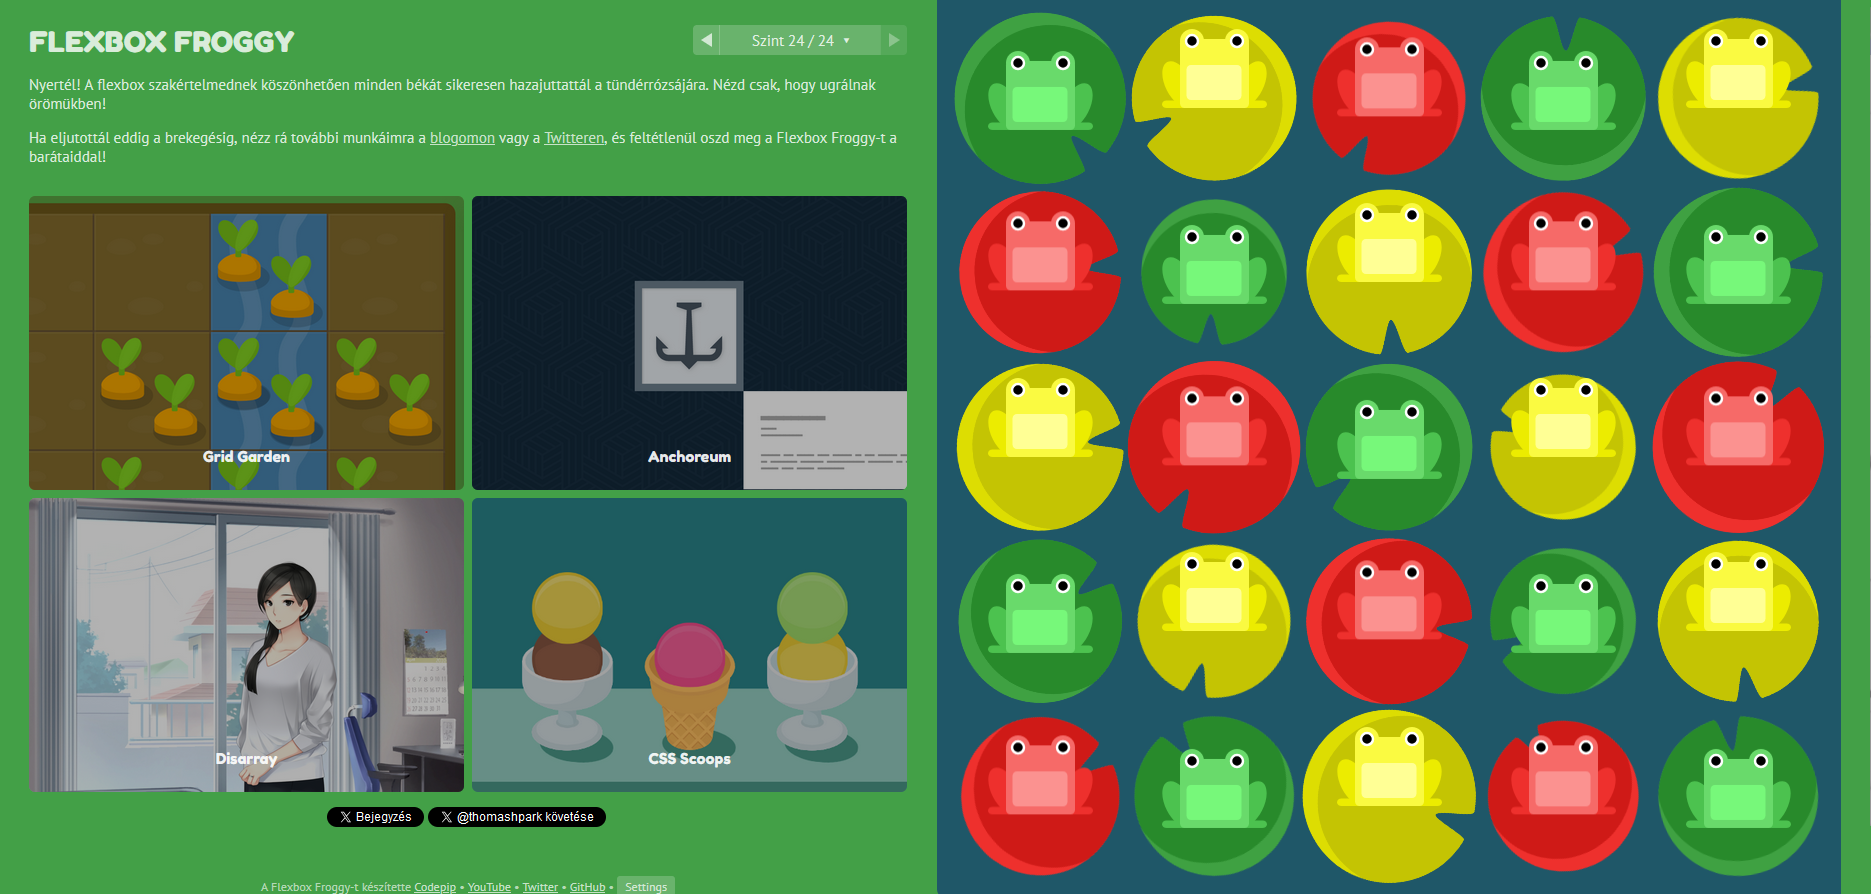 FLEXBOX FROGGY
Szint 24 / 24
Nyertél! A flexbox szakértelmednek köszönhetően minden békát sikeresen hazajuttattál a tündérrózsájára. Nézd csak, hogy ugrálnak
örömükben!
Ha eljutottál eddig a brekegésig, nézz rá további munkáimra a blogomon vagy a Twitteren, és feltétlenül oszd meg a Flexbox Froggy-t a
barátaiddal!
Grid Garden
Anchoreum
Disarray
CSS Scoops
Bejegyzés
@thomashpark követése
A Flexbox Froggy-t készítette Codepip • YouTube • Twitter • GitHub • Settings